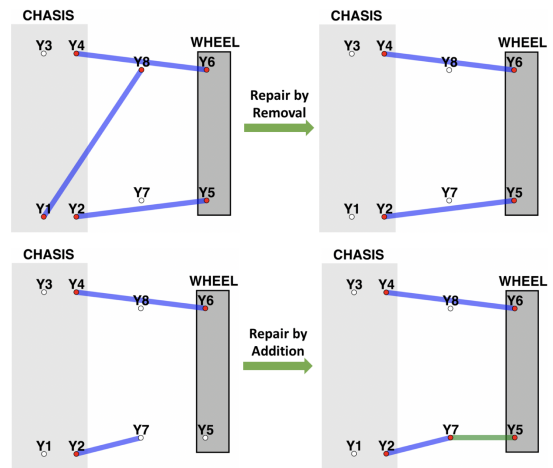 CHASIS
CHASIS
Y3 Y4
WHEEL
Y8 Y6
Y3 Y4
WHEEL
Y8 Y6
Repair by
Removal
Y1 Y2 Y7 Y5
Y1 Y2 Y7 Y5
CHASIS
CHASIS
Y3 Y4
WHEEL
Y8 Y6
Y3 Y4
WHEEL
Y8 Y6
Repair by
Addition
Y1 Y2 Y7 Y5
Y1 Y2 Y7 Y5